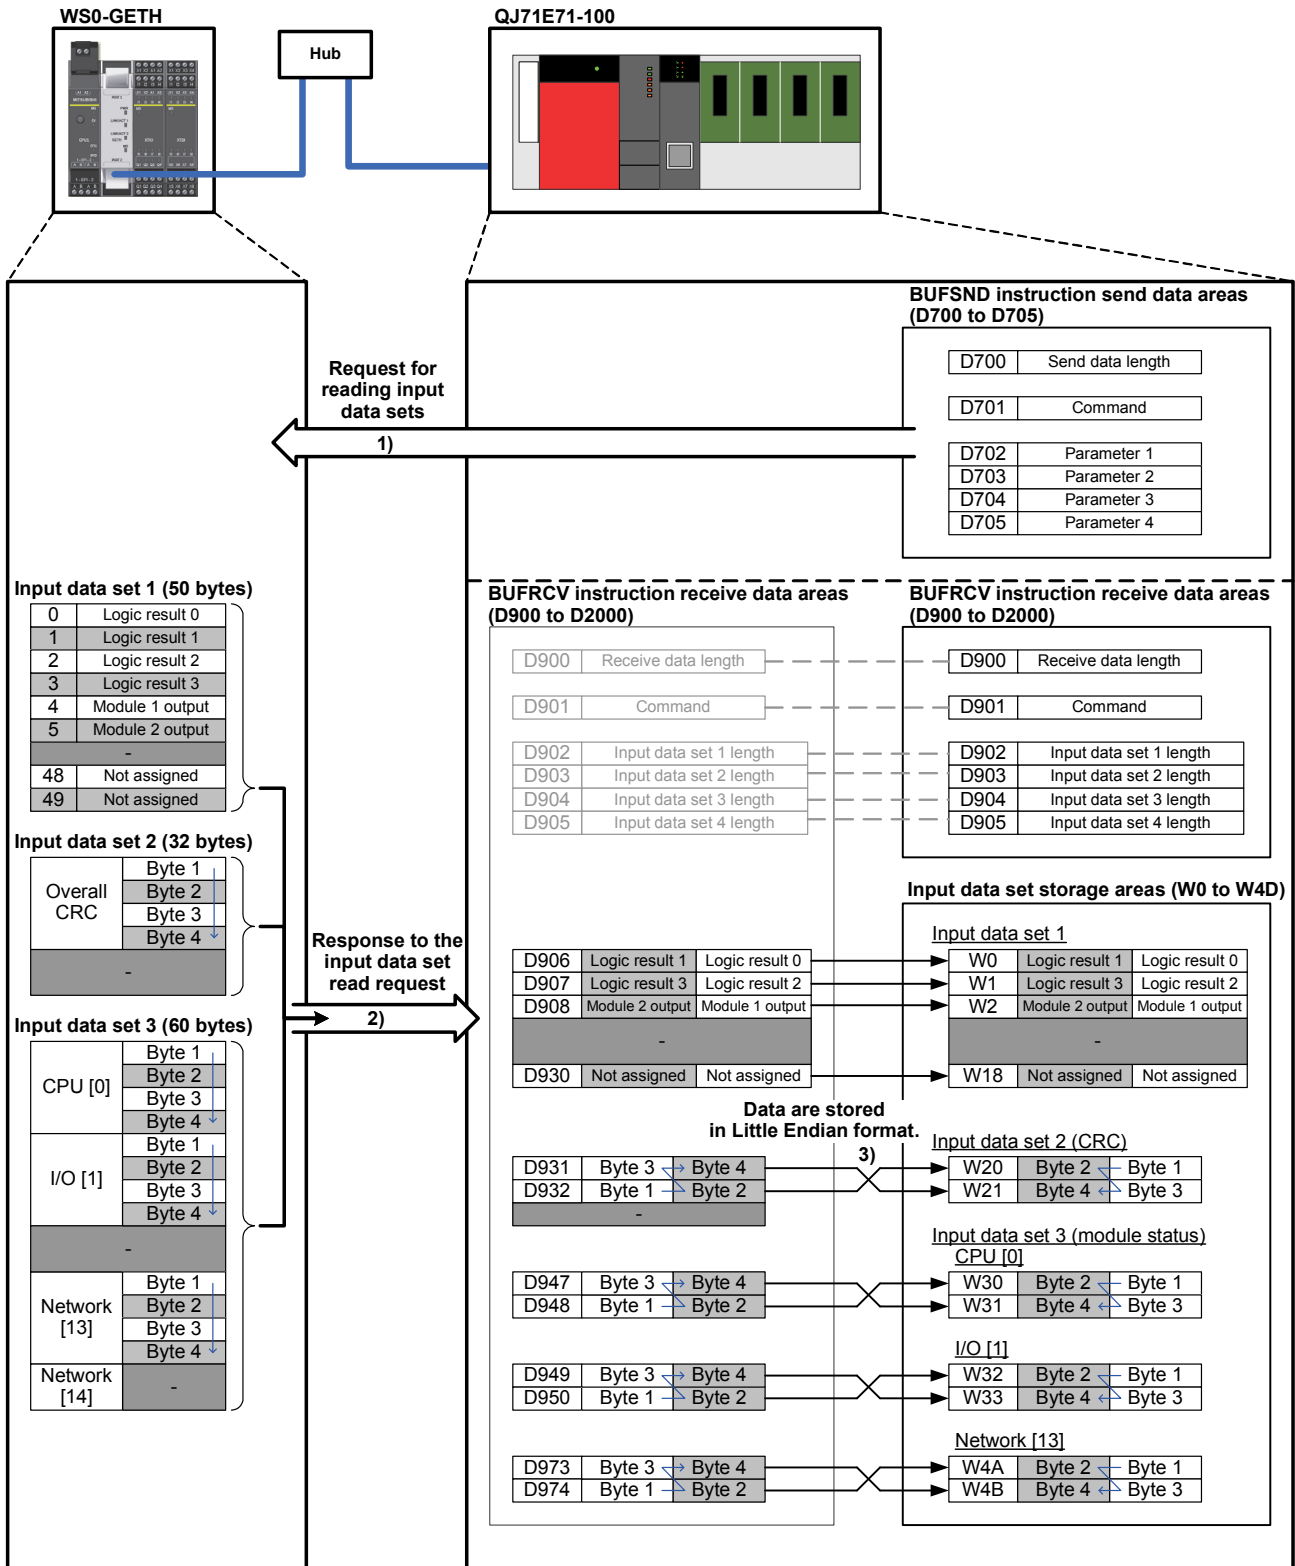 WS0-GETH
QJ71E71-100
Hub
BUFSND instruction send data areas
(D700 to D705)
D700 Send data length
D701 Command
D702 Parameter 1
D703 Parameter 2
D704 Parameter 3
D705 Parameter 4
Request for
reading input
data sets
1)
Input data set 1 (50 bytes)
0 Logic result 0
1 Logic result 1
2 Logic result 2
3 Logic result 3
4 Module 1 output
5 Module 2 output
-
48 Not assigned
49 Not assigned
Input data set 2 (32 bytes)
Overall
CRC
Byte 1
Byte 2
Byte 3
Byte 4
-
Input data set 3 (60 bytes)
CPU [0]
Byte 1
Byte 2
Byte 3
Byte 4
I/O [1]
Byte 1
Byte 2
Byte 3
Byte 4
-
Network
[13]
Byte 1
Byte 2
Byte 3
Byte 4
Network
[14]
-
Response to the
input data set
read request
2)
BUFRCV instruction receive data areas
(D900 to D2000)
D900 Receive data length
D901 Command
D902 Input data set 1 length
D903 Input data set 2 length
D904 Input data set 3 length
D905 Input data set 4 length
D906 Logic result 1 Logic result 0
D907 Logic result 3 Logic result 2
D908 Module 2 output Module 1 output
-
D930 Not assigned Not assigned
Data are stored
in Little Endian format.
3)
D931 Byte 3 Byte 4
D932 Byte 1 Byte 2
-
D947 Byte 3 Byte 4
D948 Byte 1 Byte 2
D949 Byte 3 Byte 4
D950 Byte 1 Byte 2
D973 Byte 3 Byte 4
D974 Byte 1 Byte 2
BUFRCV instruction receive data areas
(D900 to D2000)
D900 Receive data length
D901 Command
D902 Input data set 1 length
D903 Input data set 2 length
D904 Input data set 3 length
D905 Input data set 4 length
Input data set storage areas (W0 to W4D)
Input data set 1
W0 Logic result 1 Logic result 0
W1 Logic result 3 Logic result 2
W2 Module 2 output Module 1 output
-
W18 Not assigned Not assigned
Input data set 2 (CRC)
W20 Byte 2 Byte 1
W21 Byte 4 Byte 3
Input data set 3 (module status)
CPU [0]
W30 Byte 2 Byte 1
W31 Byte 4 Byte 3
I/O [1]
W32 Byte 2 Byte 1
W33 Byte 4 Byte 3
Network [13]
W4A Byte 2 Byte 1
W4B Byte 4 Byte 3